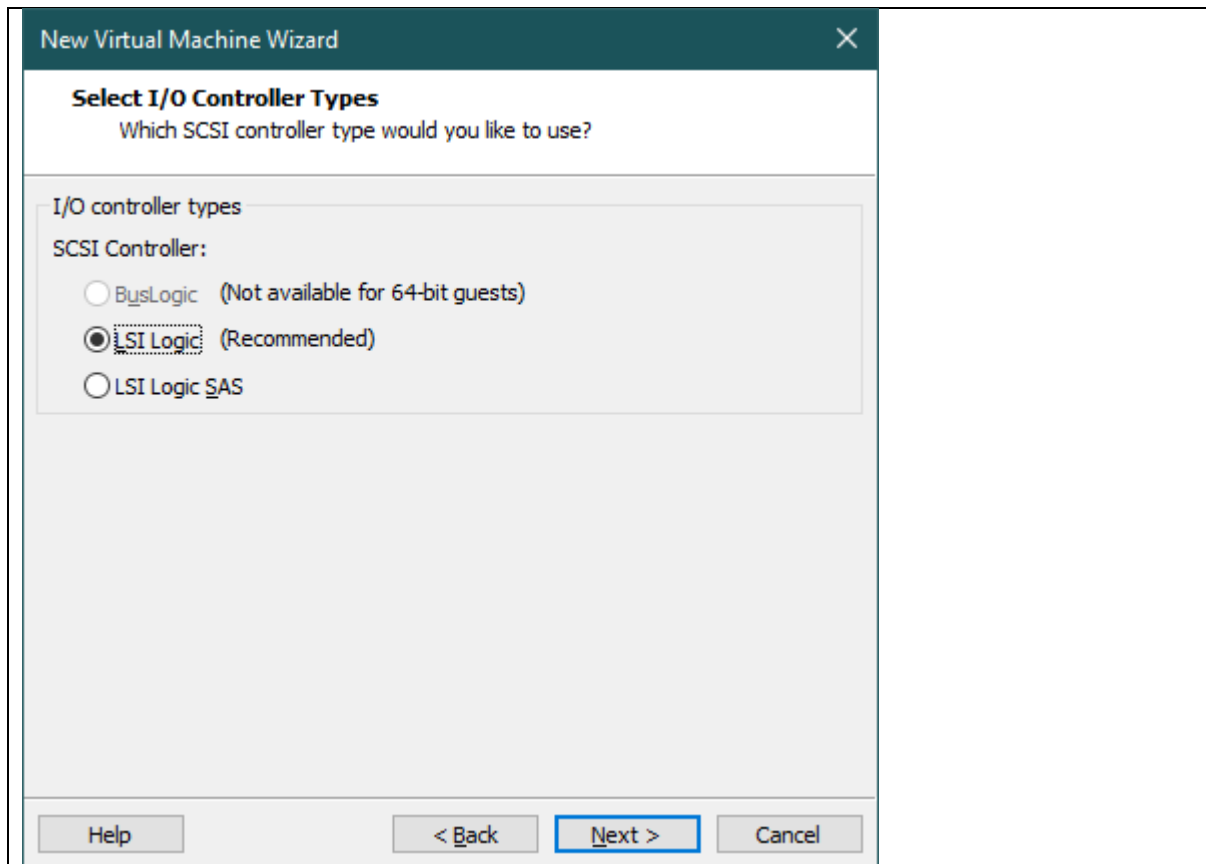 New Virtual Machine Wizard
Select I/O Controller Types
Which SCSI controller type would you like to use?
I/O controller types
SCSI Controller:
BusLogic (Not available for 64-bit guests)
LSI Logic (Recommended)
LSI Logic SAS
Help < Back Next > Cancel